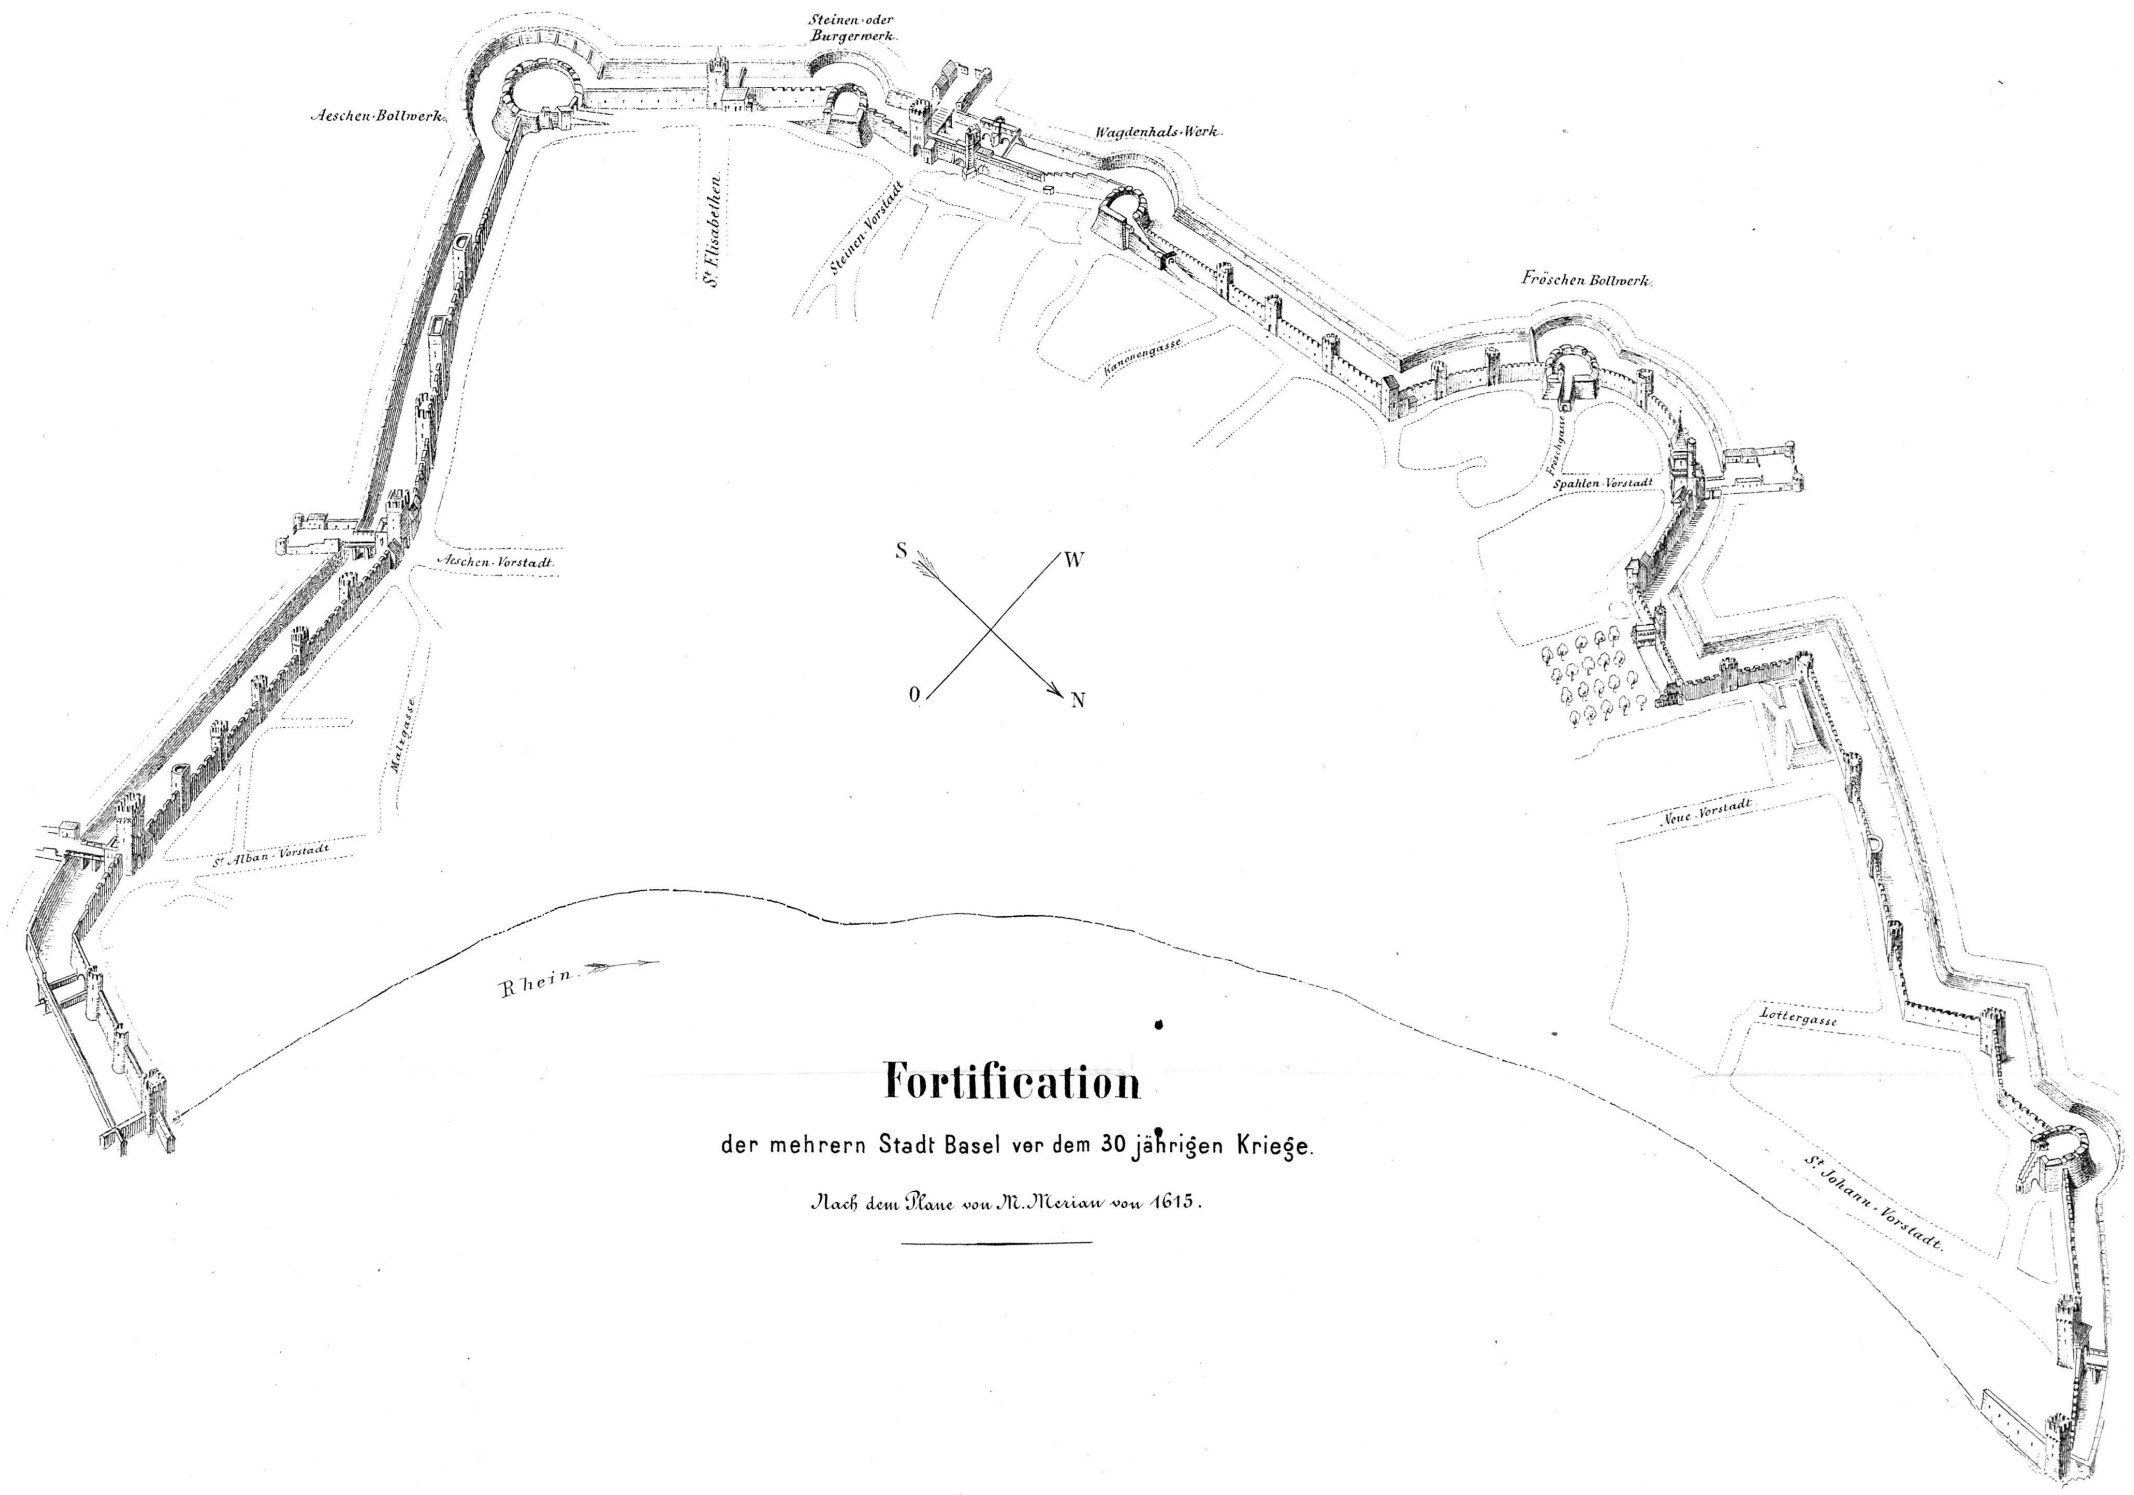 Steinen-oder
Burgerwerk.
Aeschen-Bollwerk.
Wagdenhals-Werk.
St Elisabethen.
Steinen-Vorstadt
Fröschen Bollwerk.
Kanonengasse
Fröschgasse
Spahlen-Vorstadt
Aeschen-Vorstadt.
S
W
O
N
Malzgasse
Neue-Vorstadt
St Alban-Vorstadt
Rhein.
Lottergasse
Fortification
der mehrern Stadt Basel vor dem 30 jährigen Kriege.
Nach dem Plane von M. Merian von 1615.
St Johann-Vorstadt.